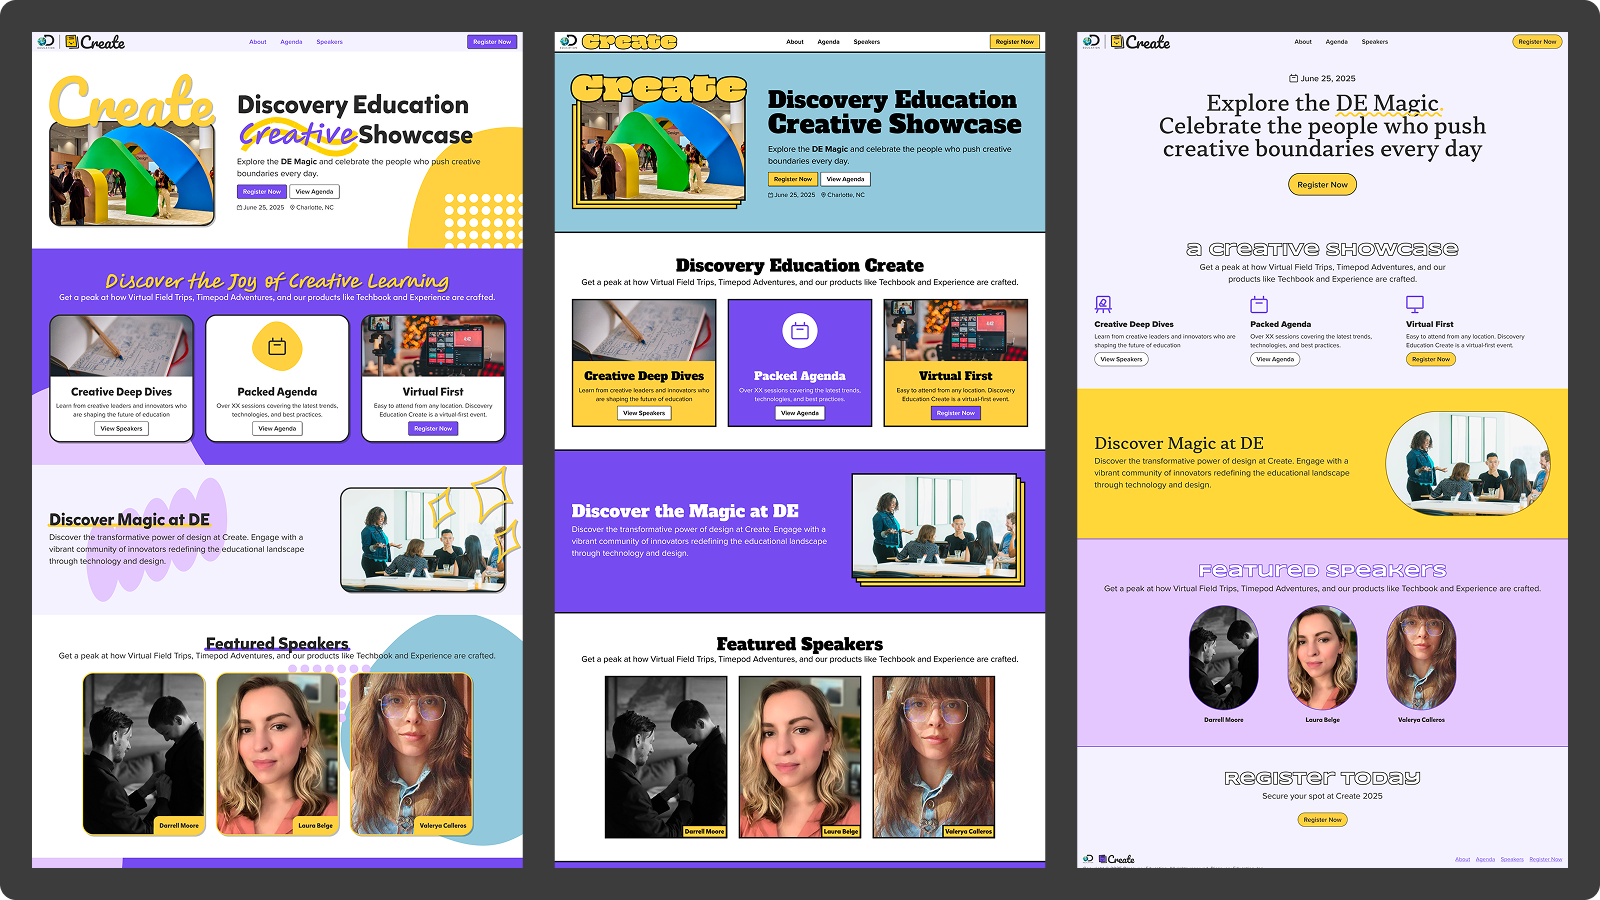 Create
About
Agenda
Speakers
Register Now
Create
Discovery Education
Creative Showcase
Explore the DE Magic and celebrate the people who push creative
boundaries every day.
Register Now
View Agenda
June 25, 2025
Charlotte, NC
Discover the Joy of Creative Learning
Get a peak at how Virtual Field Trips, Timepod Adventures, and our products like Techbook and Experience are crafted.
Creative Deep Dives
Learn from creative leaders and innovators who
are shaping the future of education
View Speakers
Packed Agenda
Over XX sessions covering the latest trends,
technologies, and best practices.
View Agenda
Virtual First
Easy to attend from any location. Discovery
Education Create is a virtual-first event.
Register Now
Discover Magic at DE
Discover the transformative power of design at Create. Engage with a
vibrant community of innovators redefining the educational landscape
through technology and design.
Featured Speakers
Get a peak at how Virtual Field Trips, Timepod Adventures, and our products like Techbook and Experience are crafted.
Darrell Moore
Laura Belge
Valerya Calleros
Create
About
Agenda
Speakers
Register Now
Create
Discovery Education
Creative Showcase
Explore the DE Magic and celebrate the people who push creative
boundaries every day.
Register Now
View Agenda
June 25, 2025
Charlotte, NC
Discovery Education Create
Get a peak at how Virtual Field Trips, Timepod Adventures, and our products like Techbook and Experience are crafted.
Creative Deep Dives
Learn from creative leaders and innovators who
are shaping the future of education
View Speakers
Packed Agenda
Over XX sessions covering the latest trends,
technologies, and best practices.
View Agenda
Virtual First
Easy to attend from any location. Discovery
Education Create is a virtual-first event.
Register Now
Discover the Magic at DE
Discover the transformative power of design at Create. Engage with a
vibrant community of innovators redefining the educational landscape
through technology and design.
Featured Speakers
Get a peak at how Virtual Field Trips, Timepod Adventures, and our products like Techbook and Experience are crafted.
Darrell Moore
Laura Belge
Valerya Calleros
Create
About
Agenda
Speakers
Register Now
June 25, 2025
Explore the DE Magic.
Celebrate the people who push
creative boundaries every day
Register Now
a creative showcase
Get a peak at how Virtual Field Trips, Timepod Adventures, and our
products like Techbook and Experience are crafted.
Creative Deep Dives
Learn from creative leaders and innovators who are
shaping the future of education
View Speakers
Packed Agenda
Over XX sessions covering the latest trends,
technologies, and best practices.
View Agenda
Virtual First
Easy to attend from any location. Discovery
Education Create is a virtual-first event.
Register Now
Discover Magic at DE
Discover the transformative power of design at Create. Engage with a
vibrant community of innovators redefining the educational landscape
through technology and design.
Featured Speakers
Get a peak at how Virtual Field Trips, Timepod Adventures, and our products like Techbook and Experience are crafted.
Darrell Moore
Laura Belge
Valerya Calleros
Register Today
Secure your spot at Create 2025
Register Now
Create
About
Agenda
Speakers
Register Now